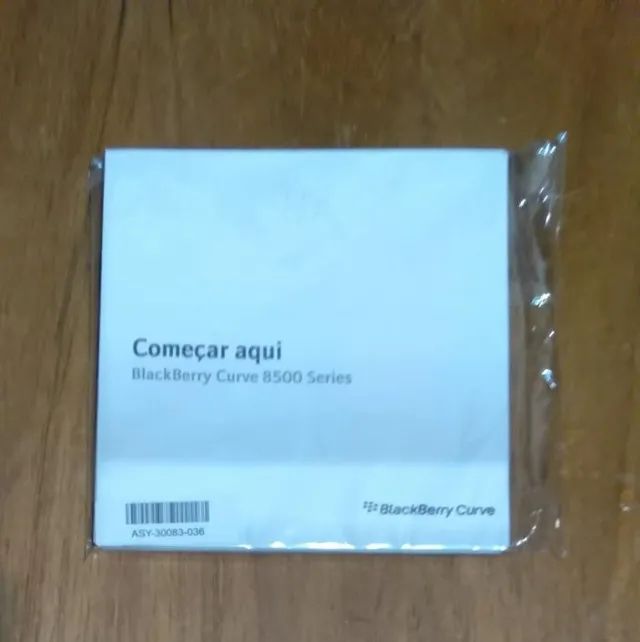 Começar aqui
BlackBerry Curve 8500 Series
ASY-30083-036
BlackBerry Curve